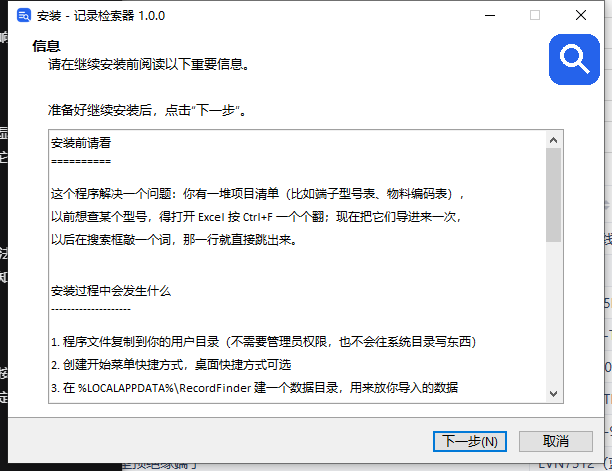 安装 - 记录检索器 1.0.0
信息
请在继续安装前阅读以下重要信息。
准备好继续安装后，点击“下一步”。
安装前请看
==========
这个程序解决一个问题：你有一堆项目清单（比如端子型号表、物料编码表），
以前想查某个型号，得打开 Excel 按 Ctrl+F 一个个翻；现在把它们导进来一次，
以后在搜索框敲一个词，那一行就直接跳出来。
安装过程中会发生什么
--------------------
1. 程序文件复制到你的用户目录（不需要管理员权限，也不会往系统目录写东西）
2. 创建开始菜单快捷方式，桌面快捷方式可选
3. 在 %LOCALAPPDATA%\RecordFinder 建一个数据目录，用来放你导入的数据
下一步(N)
取消